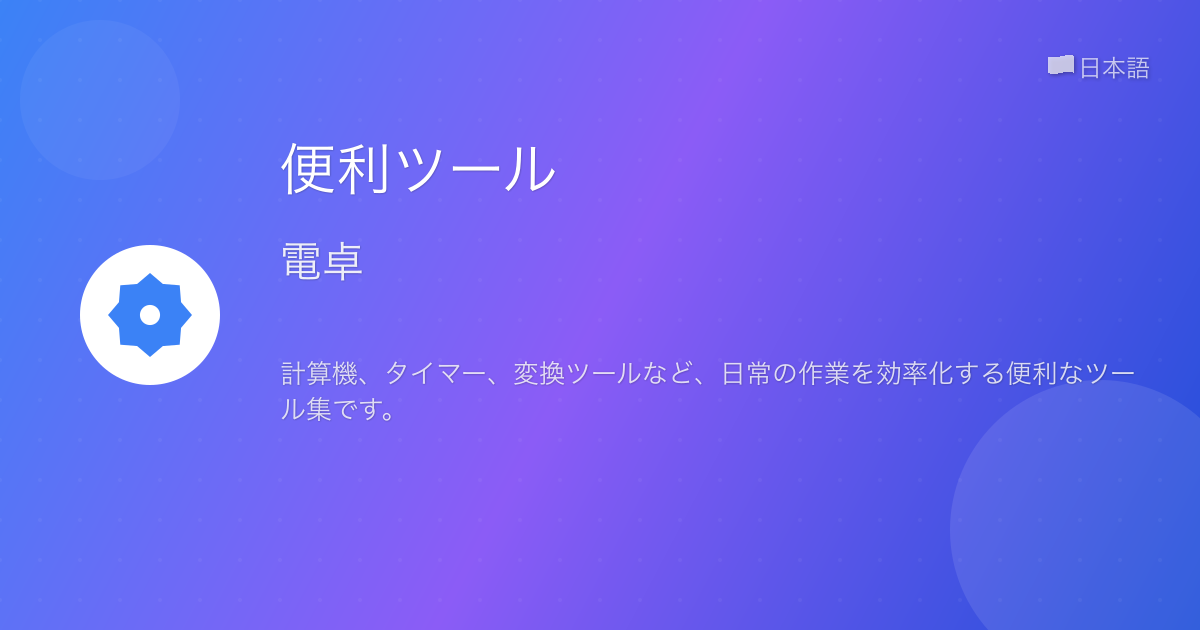 日本語
便利ツール
電卓
計算機、タイマー、変換ツールなど、日常の作業を効率化する便利なツー
ル集です。